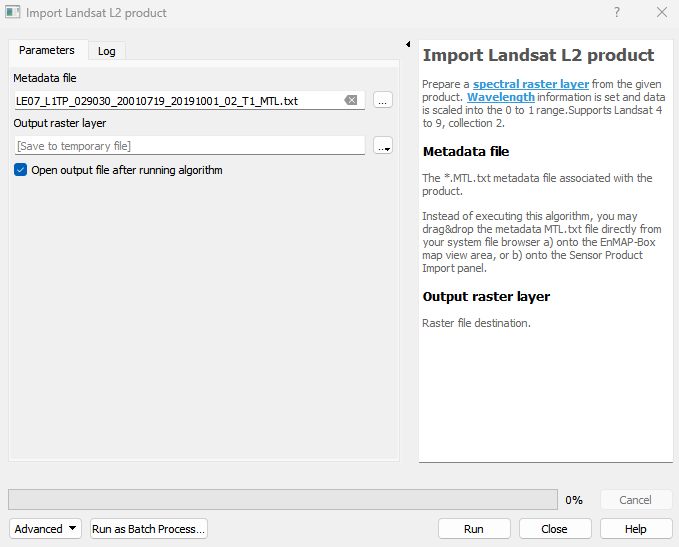 Import Landsat L2 product
?
Parameters
Log
Metadata file
LE07_L1TP_029030_20010719_20191001_02_T1_MTL.txt
...
Output raster layer
[Save to temporary file]
...
Open output file after running algorithm
Import Landsat L2 product
Prepare a spectral raster layer from the given
product. Wavelength information is set and data
is scaled into the 0 to 1 range.Supports Landsat 4
to 9, collection 2.
Metadata file
The *.MTL.txt metadata file associated with the
product.
Instead of executing this algorithm, you may
drag&drop the metadata MTL.txt file directly from
your system file browser a) onto the EnMAP-Box
map view area, or b) onto the Sensor Product
Import panel.
Output raster layer
Raster file destination.
0%
Cancel
Advanced
Run as Batch Process...
Run
Close
Help